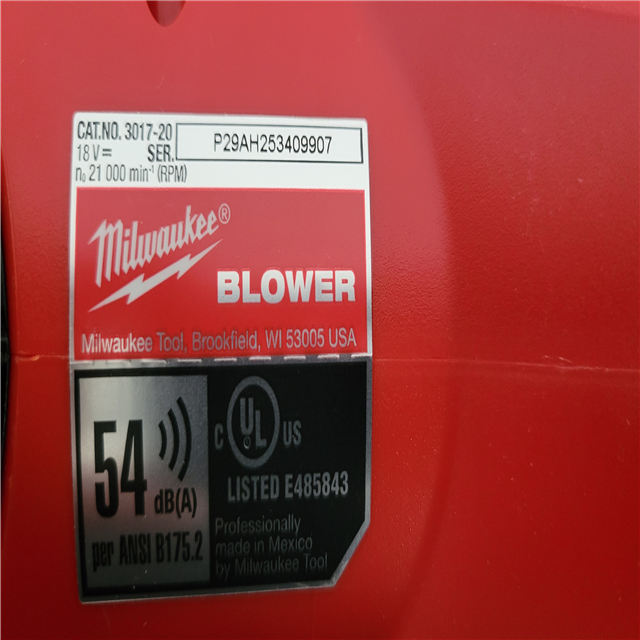 CAT.NO. 3017-20
18 V⎓ SER. P29AH253409907
n₀ 21 000 min⁻¹ (RPM)
Milwaukee®
BLOWER
Milwaukee Tool, Brookfield, WI 53005 USA
54 dB(A)
per ANSI B175.2
C UL US
LISTED E485843
Professionally
made in Mexico
by Milwaukee Tool